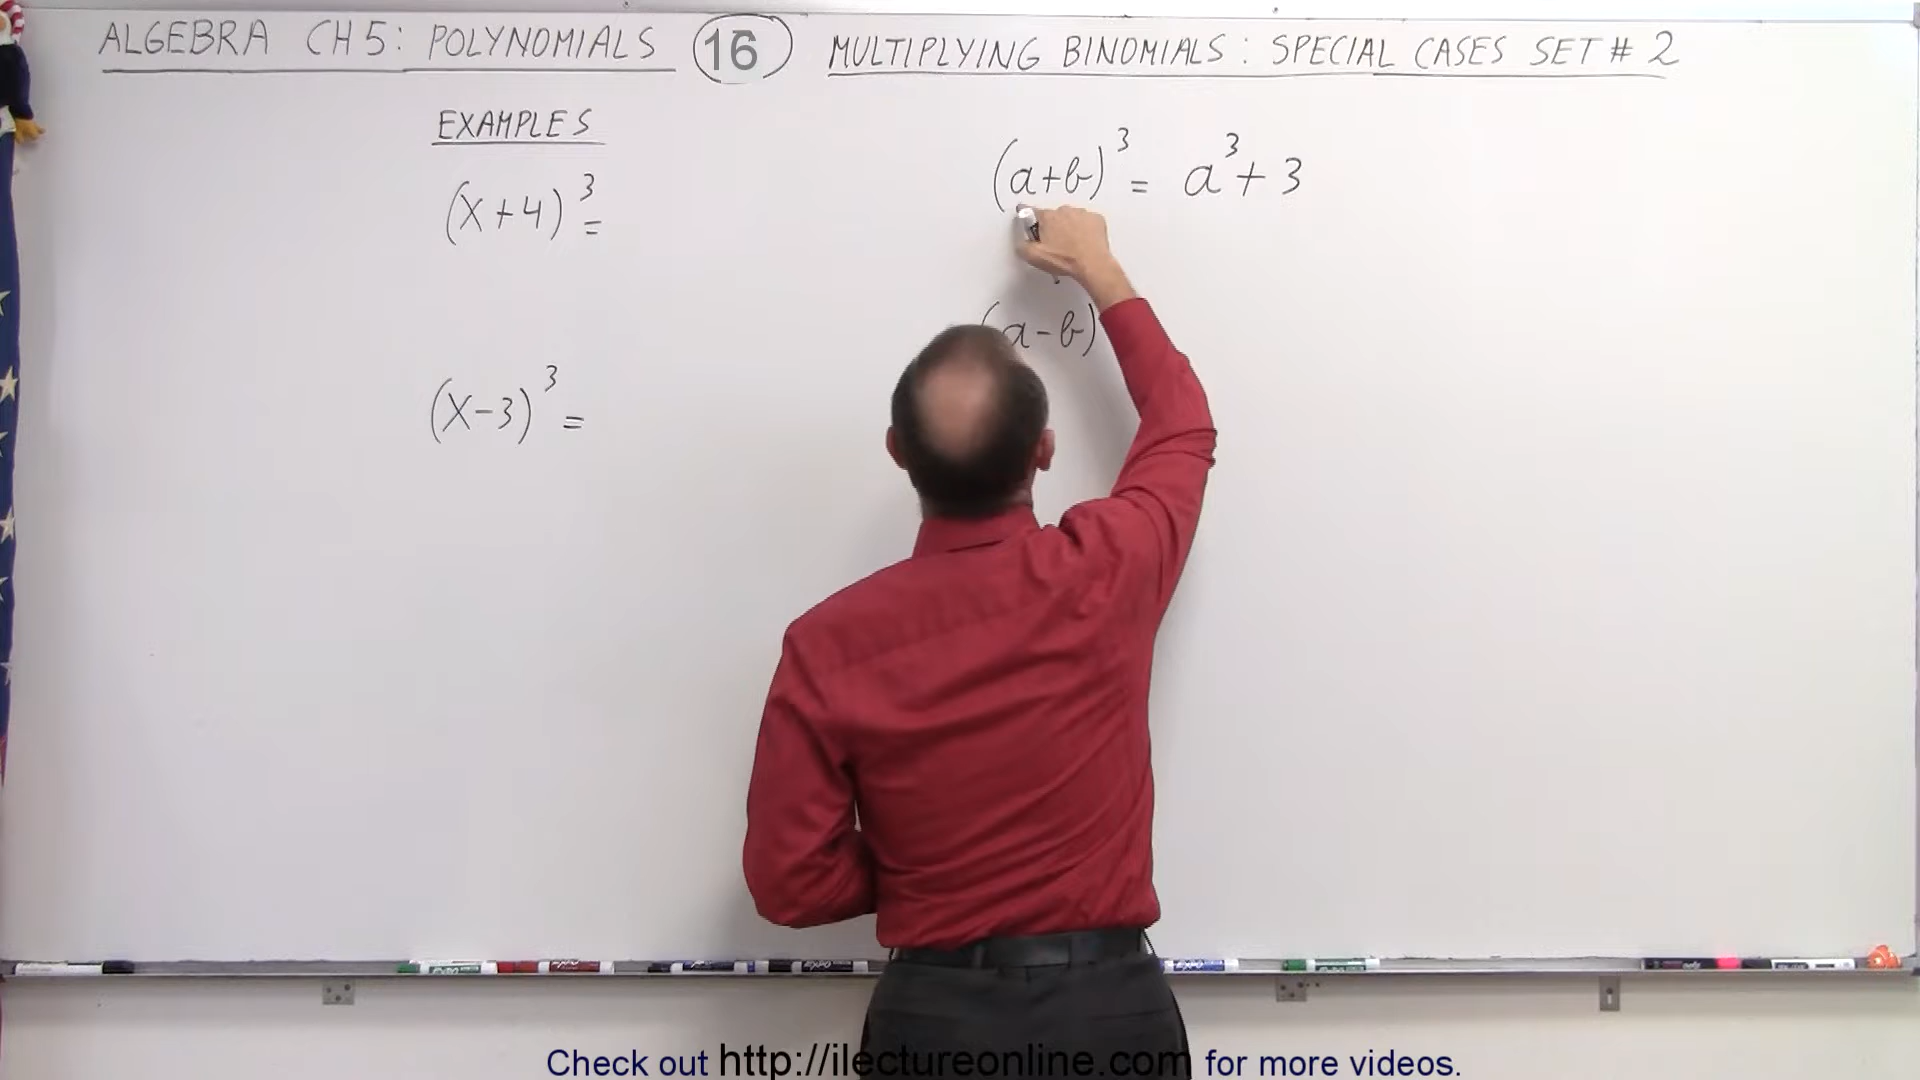 ALGEBRA CH 5: POLYNOMIALS 16 MULTIPLYING BINOMIALS: SPECIAL CASES SET # 2
EXAMPLES
(x+4)³ =
(x-3)³ =
(a+b)³ = a³ + 3
(a-b)
Check out http://ilectureonline.com for more videos.